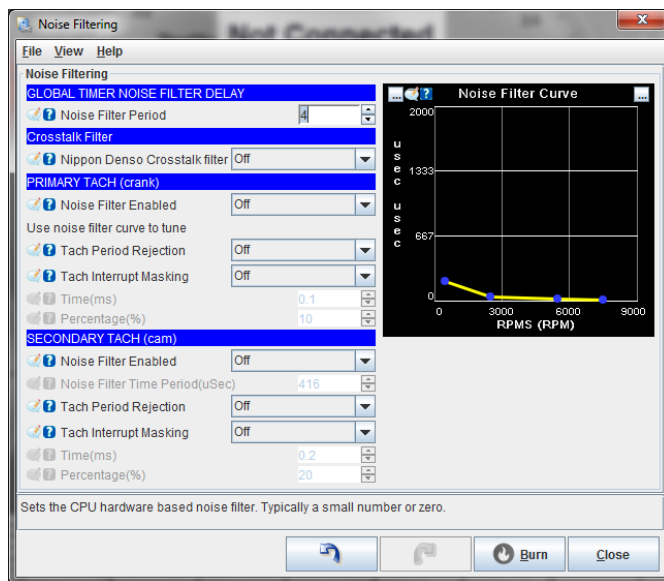 Noise Filtering
Not Connected
File View Help
Noise Filtering
GLOBAL TIMER NOISE FILTER DELAY
Noise Filter Period 4
Crosstalk Filter
Nippon Denso Crosstalk filter Off
PRIMARY TACH (crank)
Noise Filter Enabled Off
Use noise filter curve to tune
Tach Period Rejection Off
Tach Interrupt Masking Off
Time(ms) 0.1
Percentage(%) 10
SECONDARY TACH (cam)
Noise Filter Enabled Off
Noise Filter Time Period(uSec) 416
Tach Period Rejection Off
Tach Interrupt Masking Off
Time(ms) 0.2
Percentage(%) 20
... Noise Filter Curve ...
usec usec
2000
1333
667
0
0 3000 6000 9000
RPMS (RPM)
Sets the CPU hardware based noise filter. Typically a small number or zero.
Burn Close